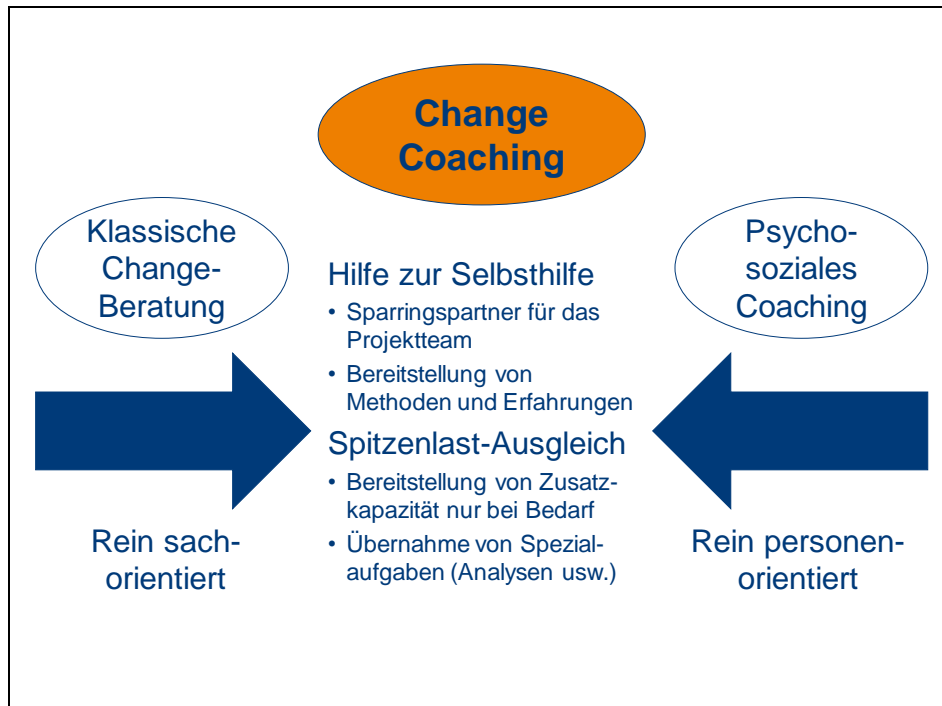 Change
Coaching
Klassische
Change-
Beratung
Psycho-
soziales
Coaching
Hilfe zur Selbsthilfe
• Sparringspartner für das
Projektteam
• Bereitstellung von
Methoden und Erfahrungen
Spitzenlast-Ausgleich
• Bereitstellung von Zusatz-
kapazität nur bei Bedarf
• Übernahme von Spezial-
aufgaben (Analysen usw.)
Rein sach-
orientiert
Rein personen-
orientiert